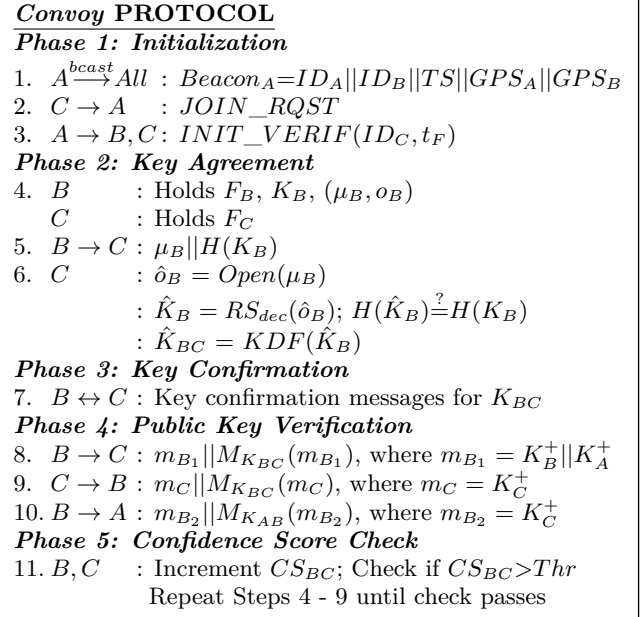 Convoy PROTOCOL
Phase 1: Initialization
1. A bcast→ All : Beacon_A=ID_A||ID_B||TS||GPS_A||GPS_B
2. C → A : JOIN_RQST
3. A → B, C : INIT_VERIF(ID_C, t_F)
Phase 2: Key Agreement
4. B : Holds F_B, K_B, (μ_B, o_B)
C : Holds F_C
5. B → C : μ_B||H(K_B)
6. C : ô_B = Open(μ_B)
: K̂_B = RS_dec(ô_B); H(K̂_B)≟H(K_B)
: K̂_BC = KDF(K̂_B)
Phase 3: Key Confirmation
7. B ↔ C : Key confirmation messages for K_BC
Phase 4: Public Key Verification
8. B → C : m_B1||M_K_BC(m_B1), where m_B1 = K_B^+||K_A^+
9. C → B : m_C||M_K_BC(m_C), where m_C = K_C^+
10. B → A : m_B2||M_K_AB(m_B2), where m_B2 = K_C^+
Phase 5: Confidence Score Check
11. B, C : Increment CS_BC; Check if CS_BC>Thr
Repeat Steps 4 - 9 until check passes